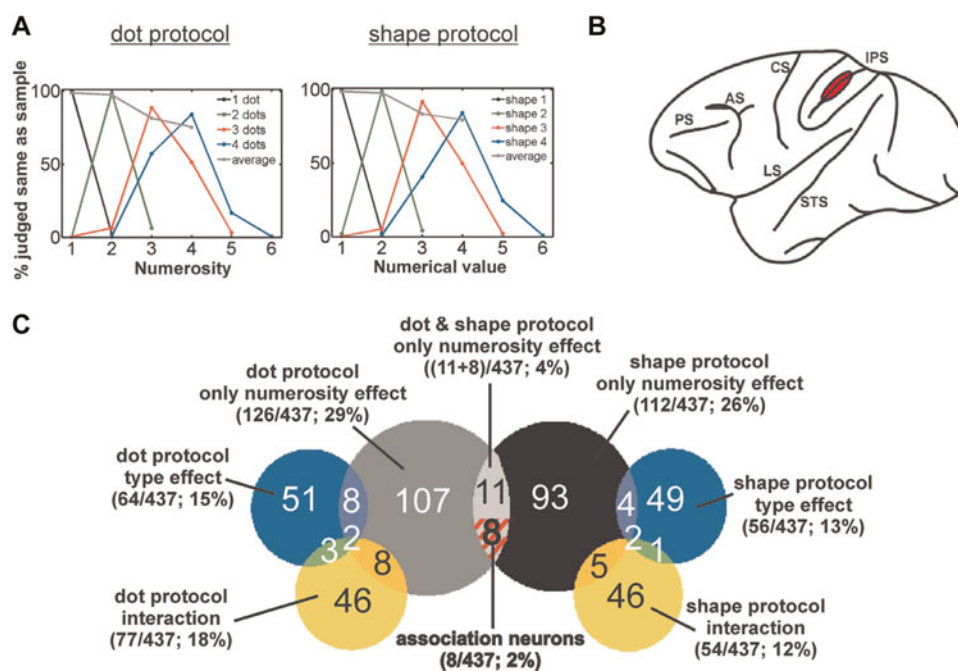 A
dot protocol
shape protocol
B
% judged same as sample
100
50
0
1 dot
2 dots
3 dots
4 dots
average
1 2 3 4 5 6
Numerosity
100
50
0
shape 1
shape 2
shape 3
shape 4
average
1 2 3 4 5 6
Numerical value
CS
IPS
AS
PS
LS
STS
C
dot & shape protocol
only numerosity effect
((11+8)/437; 4%)
dot protocol
only numerosity effect
(126/437; 29%)
shape protocol
only numerosity effect
(112/437; 26%)
dot protocol
type effect
(64/437; 15%)
shape protocol
type effect
(56/437; 13%)
51 8 107 11 93 4 49
8
3 2 8
5 2 1
46
46
dot protocol
interaction
(77/437; 18%)
association neurons
(8/437; 2%)
shape protocol
interaction
(54/437; 12%)